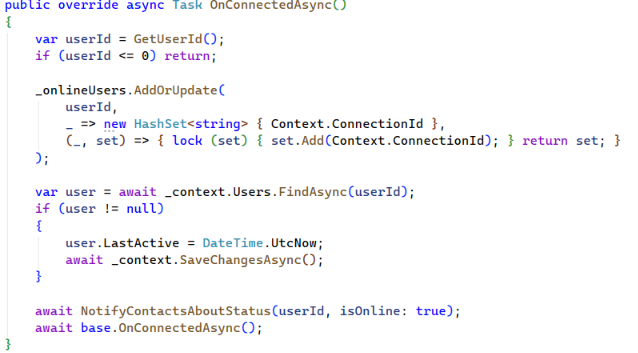 public override async Task OnConnectedAsync()
{
    var userId = GetUserId();
    if (userId <= 0) return;

    _onlineUsers.AddOrUpdate(
        userId,
        _ => new HashSet<string> { Context.ConnectionId },
        (_, set) => { lock (set) { set.Add(Context.ConnectionId); } return set; }
    );

    var user = await _context.Users.FindAsync(userId);
    if (user != null)
    {
        user.LastActive = DateTime.UtcNow;
        await _context.SaveChangesAsync();
    }

    await NotifyContactsAboutStatus(userId, isOnline: true);
    await base.OnConnectedAsync();
}